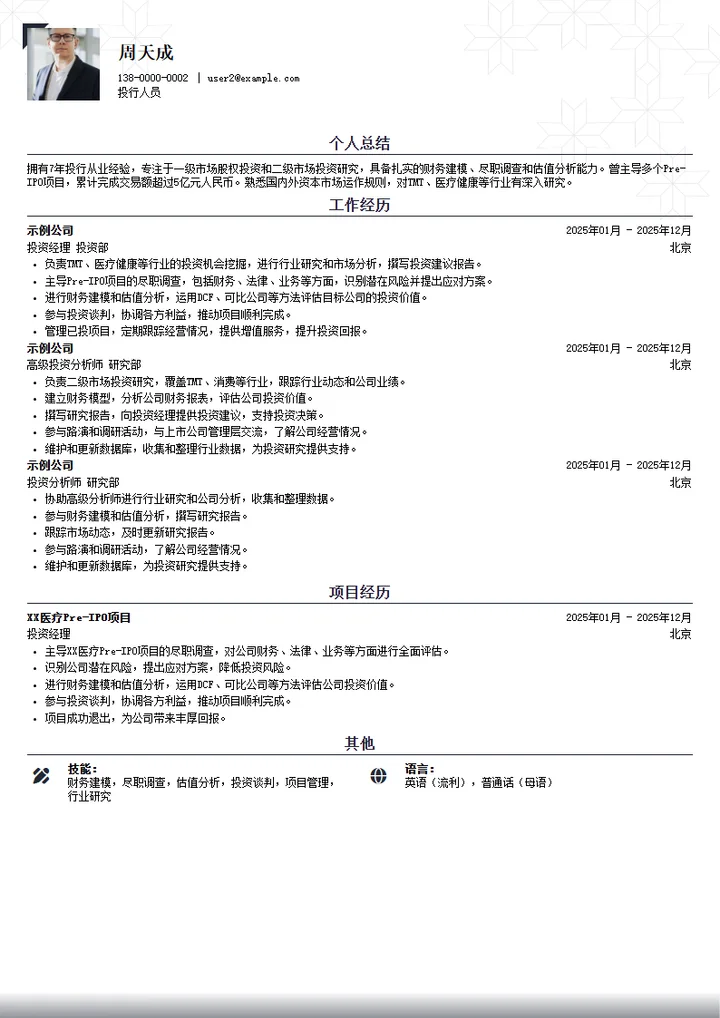 周天成
138-0000-0002 | user2@example.com
投行人员
个人总结
拥有7年投行从业经验，专注于一级市场股权投资和二级市场投资研究，具备扎实的财务建模、尽职调查和估值分析能力。曾主导多个Pre-
IPO项目，累计完成交易额超过5亿元人民币。熟悉国内外资本市场运作规则，对TMT、医疗健康等行业有深入研究。
工作经历
示例公司 2025年01月 - 2025年12月
投资经理 投资部 北京
• 负责TMT、医疗健康等行业的投资机会挖掘，进行行业研究和市场分析，撰写投资建议报告。
• 主导Pre-IPO项目的尽职调查，包括财务、法律、业务等方面，识别潜在风险并提出应对方案。
• 进行财务建模和估值分析，运用DCF、可比公司等方法评估目标公司的投资价值。
• 参与投资谈判，协调各方利益，推动项目顺利完成。
• 管理已投项目，定期跟踪经营情况，提供增值服务，提升投资回报。
示例公司 2025年01月 - 2025年12月
高级投资分析师 研究部 北京
• 负责二级市场投资研究，覆盖TMT、消费等行业，跟踪行业动态和公司业绩。
• 建立财务模型，分析公司财务报表，评估公司投资价值。
• 撰写研究报告，向投资经理提供投资建议，支持投资决策。
• 参与路演和调研活动，与上市公司管理层交流，了解公司经营情况。
• 维护和更新数据库，收集和整理行业数据，为投资研究提供支持。
示例公司 2025年01月 - 2025年12月
投资分析师 研究部 北京
• 协助高级分析师进行行业研究和公司分析，收集和整理数据。
• 参与财务建模和估值分析，撰写研究报告。
• 跟踪市场动态，及时更新研究报告。
• 参与路演和调研活动，了解公司经营情况。
• 维护和更新数据库，为投资研究提供支持。
项目经历
XX医疗Pre-IPO项目 2025年01月 - 2025年12月
投资经理 北京
• 主导XX医疗Pre-IPO项目的尽职调查，对公司财务、法律、业务等方面进行全面评估。
• 识别公司潜在风险，提出应对方案，降低投资风险。
• 进行财务建模和估值分析，运用DCF、可比公司等方法评估公司投资价值。
• 参与投资谈判，协调各方利益，推动项目顺利完成。
• 项目成功退出，为公司带来丰厚回报。
其他
技能：
财务建模，尽职调查，估值分析，投资谈判，项目管理，
行业研究
语言：
英语（流利），普通话（母语）